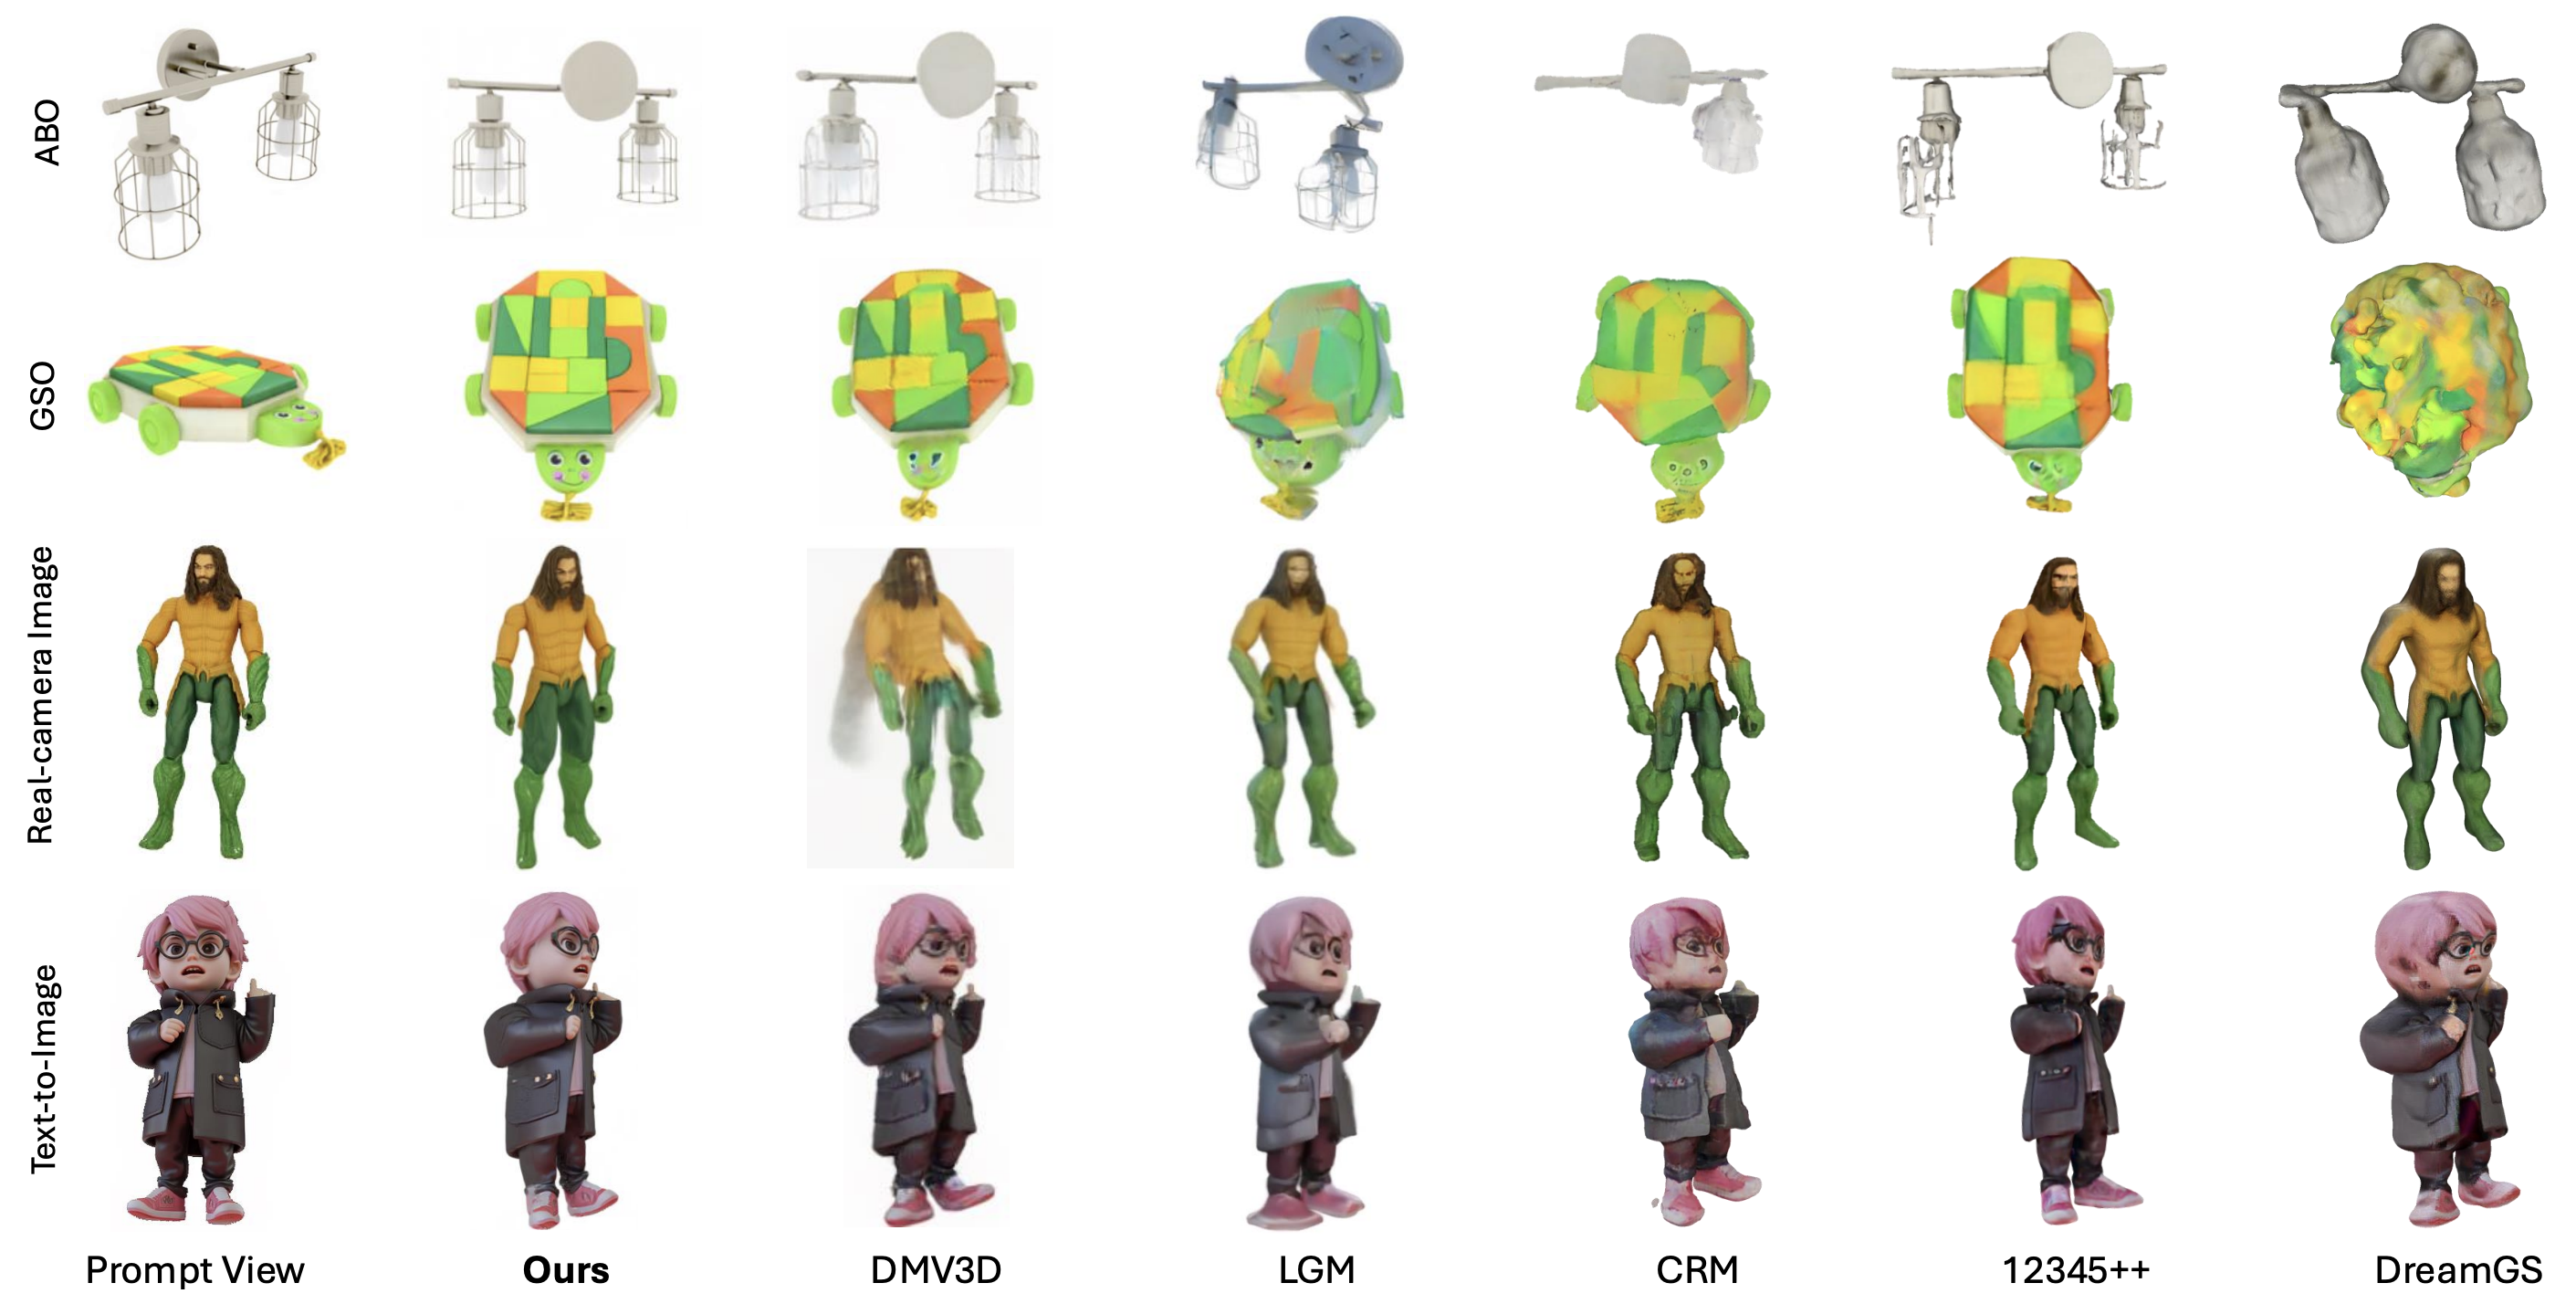 ABO
GSO
Real-camera Image
Text-to-Image
Prompt View
Ours
DMV3D
LGM
CRM
12345++
DreamGS